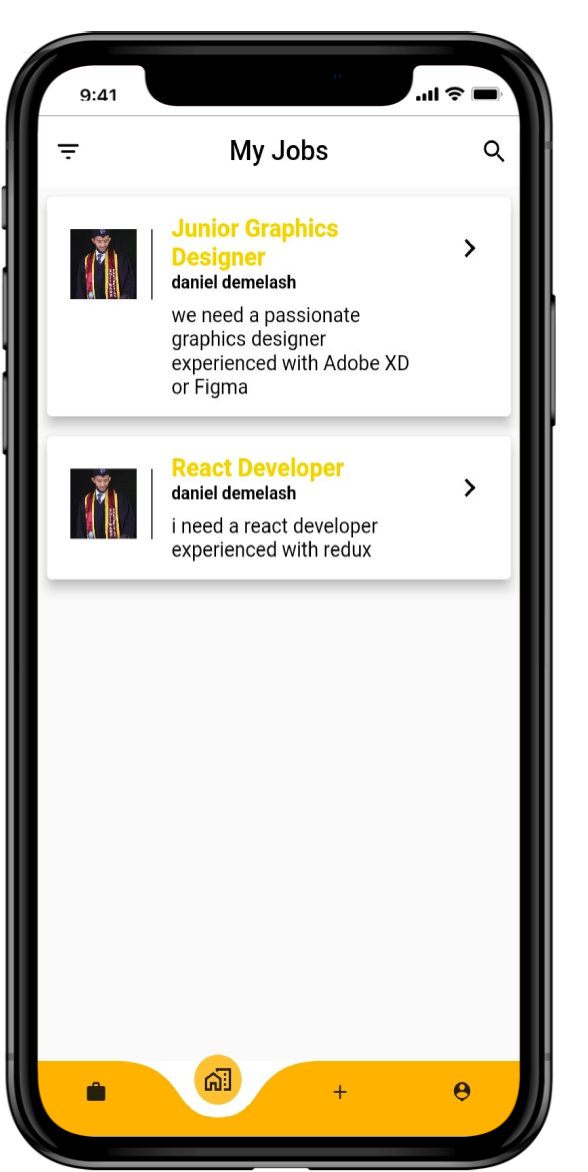 9:41
My Jobs
Junior Graphics
Designer
daniel demelash
we need a passionate
graphics designer
experienced with Adobe XD
or Figma
React Developer
daniel demelash
i need a react developer
experienced with redux